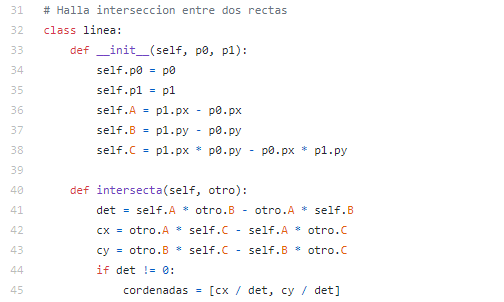 31 # Halla interseccion entre dos rectas
32 class linea:
33     def __init__(self, p0, p1):
34         self.p0 = p0
35         self.p1 = p1
36         self.A = p1.px - p0.px
37         self.B = p1.py - p0.py
38         self.C = p1.px * p0.py - p0.px * p1.py
39
40     def intersecta(self, otro):
41         det = self.A * otro.B - otro.A * self.B
42         cx = otro.A * self.C - self.A * otro.C
43         cy = otro.B * self.C - self.B * otro.C
44         if det != 0:
45             cordenadas = [cx / det, cy / det]